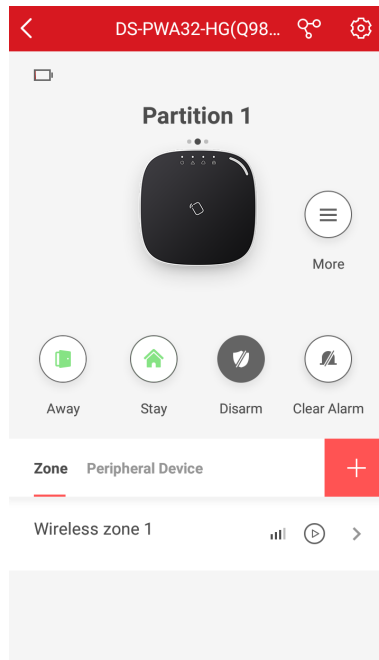 DS-PWA32-HG(Q98...
Partition 1
More
Away Stay Disarm Clear Alarm
Zone Peripheral Device
Wireless zone 1